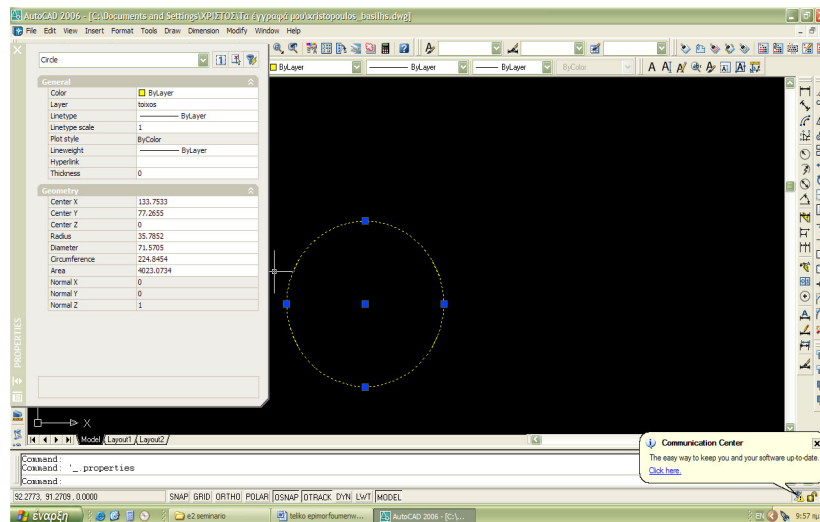 AutoCAD 2006 - [C:\Documents and Settings\ΧΡΙΣΤΟΣ\Τα έγγραφά μου\xristopoulos_basilhs.dwg]
File Edit View Insert Format Tools Draw Dimension Modify Window Help
Circle
ByLayer ByLayer ByLayer ByColor
General
Color ByLayer
Layer toixos
Linetype ByLayer
Linetype scale 1
Plot style ByColor
Lineweight ByLayer
Hyperlink
Thickness 0
Geometry
Center X 133.7533
Center Y 77.2655
Center Z 0
Radius 35.7852
Diameter 71.5705
Circumference 224.8454
Area 4023.0734
Normal X 0
Normal Y 0
Normal Z 1
PROPERTIES
X
Model Layout1 Layout2
Communication Center
The easy way to keep you and your software up-to-date.
Click here.
Command:
Command: '_.properties
Command:
92.2773, 91.2709, 0.0000 SNAP GRID ORTHO POLAR OSNAP OTRACK DYN LWT MODEL
έναρξη e2 seminario teliko epimorfoumenw... AutoCAD 2006 - [C:\... EN 9:57 πμ